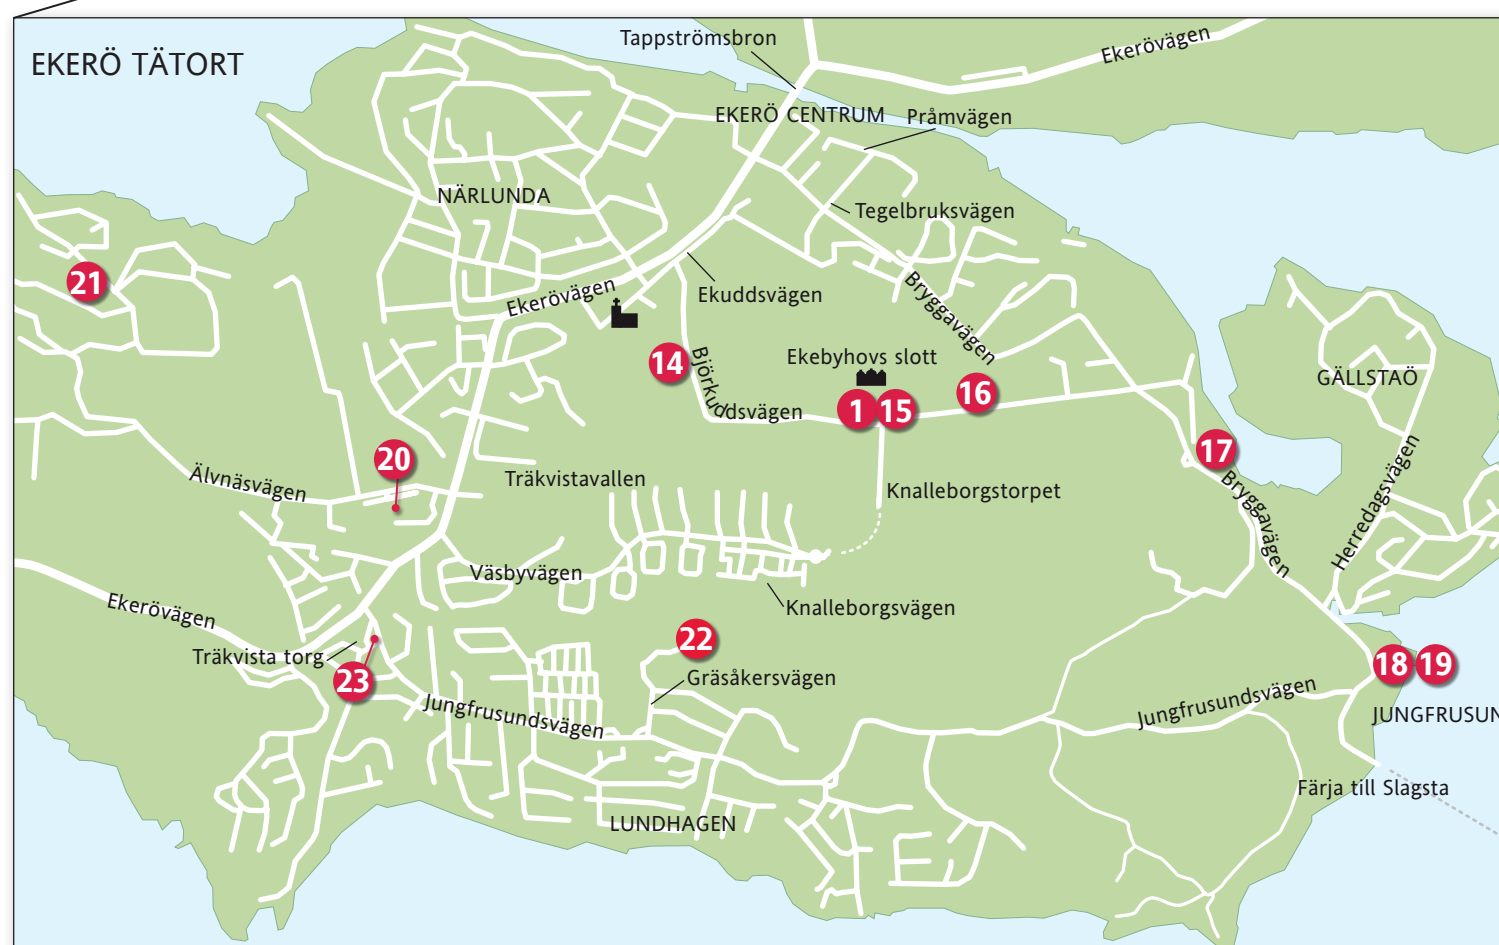 Tappströmsbron
Ekerövägen
EKERÖ TÄTORT
EKERÖ CENTRUM
Pråmvägen
NÄRLUNDA
Tegelbruksvägen
21
Ekerövägen
Ekuddsvägen
Bryggavägen
14
Björkuddsvägen
Ekebyhovs slott
1
15
16
GÄLLSTAÖ
20
17
Älvnäsvägen
Träkvistavallen
Knalleborgstorpet
Bryggavägen
Herredagsvägen
Väsbyvägen
Knalleborgsvägen
Ekerövägen
Träkvista torg
22
23
Gräsåkersvägen
18
19
Jungfrusundsvägen
Jungfrusundsvägen
JUNGFRUSUN
Färja till Slagsta
LUNDHAGEN